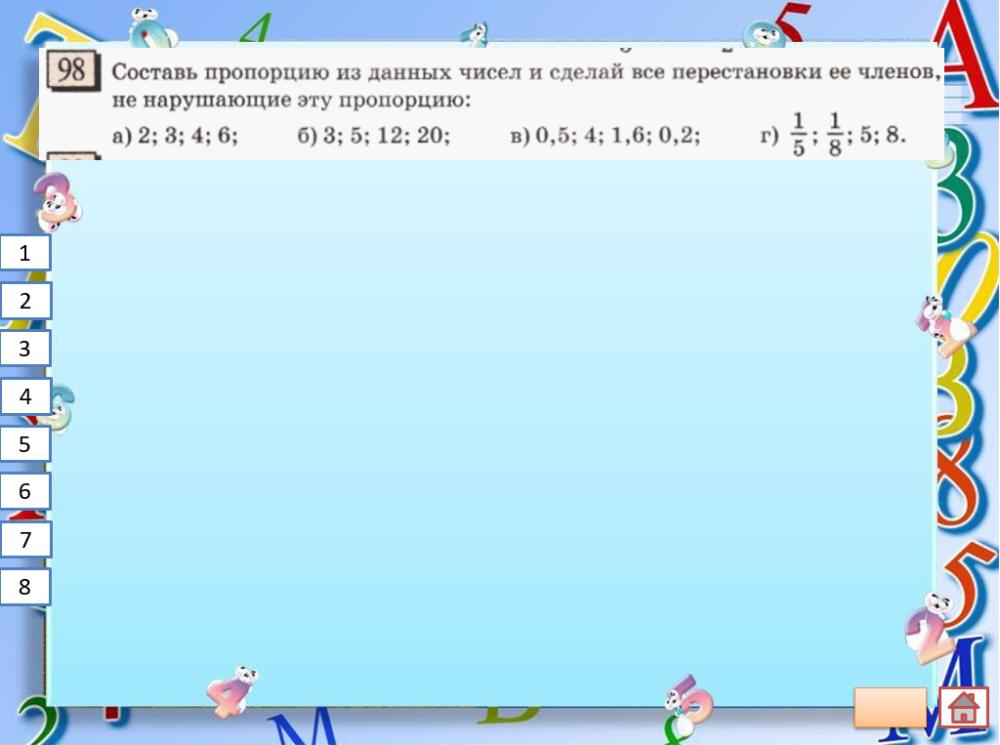 98 Составь пропорцию из данных чисел и сделай все перестановки ее членов,
не нарушающие эту пропорцию:
а) 2; 3; 4; 6; б) 3; 5; 12; 20; в) 0,5; 4; 1,6; 0,2; г) 1/5; 1/8; 5; 8.
1
2
3
4
5
6
7
8